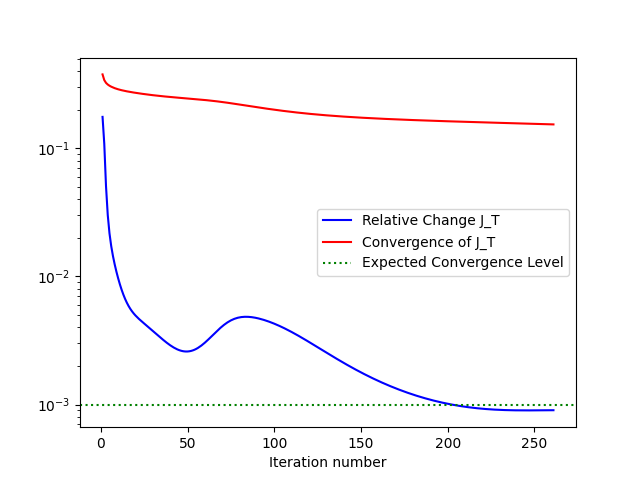 10⁻¹
10⁻²
10⁻³
Relative Change J_T
Convergence of J_T
Expected Convergence Level
0 50 100 150 200 250
Iteration number